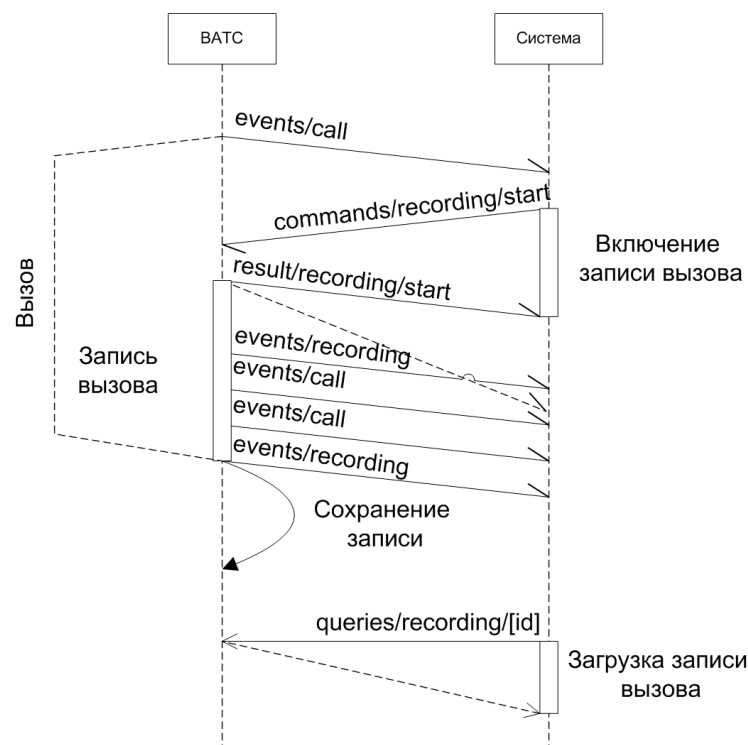 ВАТС
Система
events/call
commands/recording/start
Включение
записи вызова
result/recording/start
Вызов
Запись
вызова
events/recording
events/call
events/call
events/recording
Сохранение
записи
queries/recording/[id]
Загрузка записи
вызова